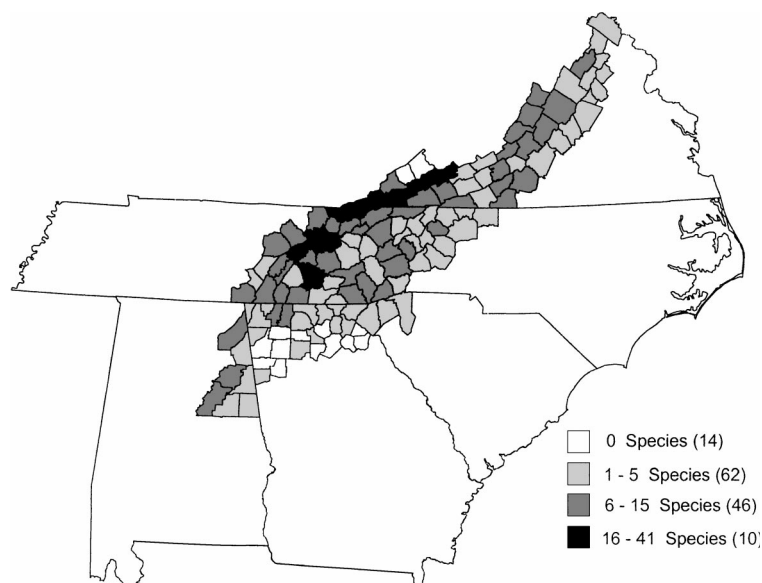 0 Species (14)
1 - 5 Species (62)
6 - 15 Species (46)
16 - 41 Species (10)